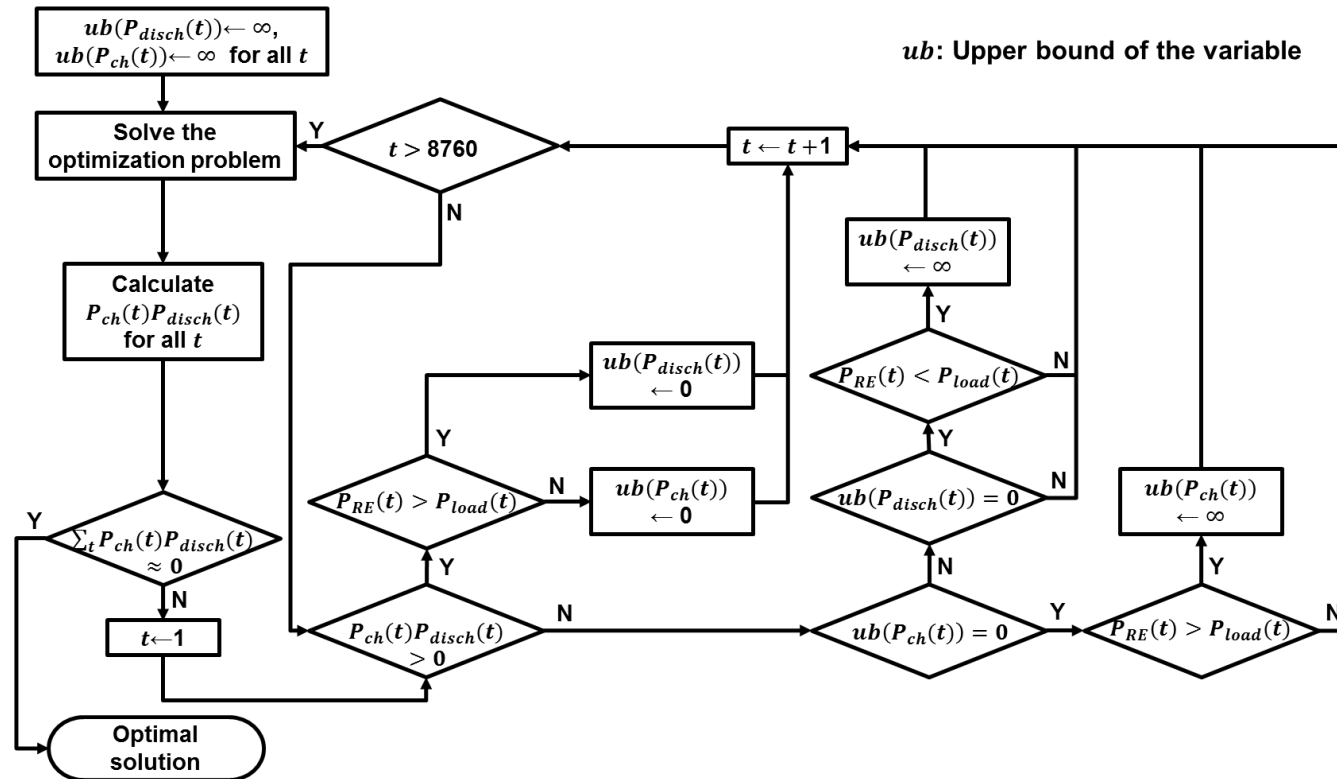 ub(P_disch(t))← ∞,
ub(P_ch(t))← ∞ for all t
ub: Upper bound of the variable
Solve the
optimization problem
Y
t > 8760
N
t ← t+1
ub(P_disch(t))
← ∞
Calculate
P_ch(t)P_disch(t)
for all t
Y
P_RE(t) < P_load(t)
N
ub(P_disch(t))
← 0
Y
Y
P_RE(t) > P_load(t)
N
ub(P_ch(t))
← 0
ub(P_disch(t)) = 0
N
ub(P_ch(t))
← ∞
Y
∑_t P_ch(t)P_disch(t)
≈ 0
N
Y
N
Y
t←1
P_ch(t)P_disch(t)
> 0
N
ub(P_ch(t)) = 0
Y
P_RE(t) > P_load(t)
N
Optimal
solution